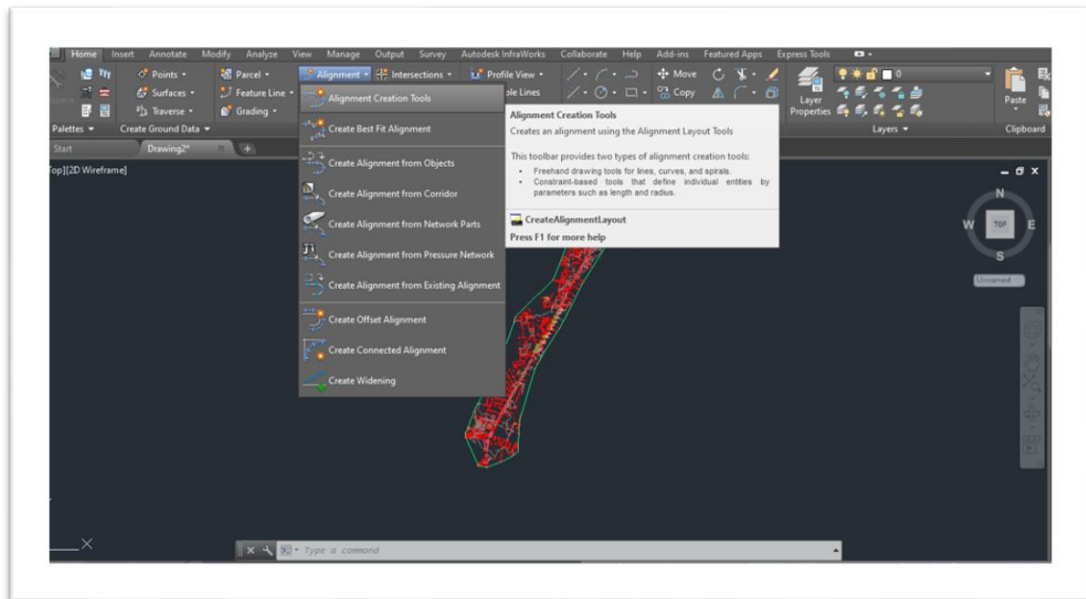 Home Insert Annotate Modify Analyze View Manage Output Survey Autodesk InfraWorks Collaborate Help Add-ins Featured Apps Express Tools
Points Parcel Alignment Intersections Profile View Move
Surfaces Feature Line ple Lines Copy
Traverse Grading
Layer Properties
0
Paste
Palettes Create Ground Data Layers Clipboard
Start Drawing2*
Top][2D Wireframe]
Alignment Creation Tools
Create Best Fit Alignment
Create Alignment from Objects
Create Alignment from Corridor
Create Alignment from Network Parts
Create Alignment from Pressure Network
Create Alignment from Existing Alignment
Create Offset Alignment
Create Connected Alignment
Create Widening
Alignment Creation Tools
Creates an alignment using the Alignment Layout Tools
This toolbar provides two types of alignment creation tools:
• Freehand drawing tools for lines, curves, and spirals.
• Constraint-based tools that define individual entities by
parameters such as length and radius.
CreateAlignmentLayout
Press F1 for more help
N
W TOP E
S
Unnamed
X
Type a command